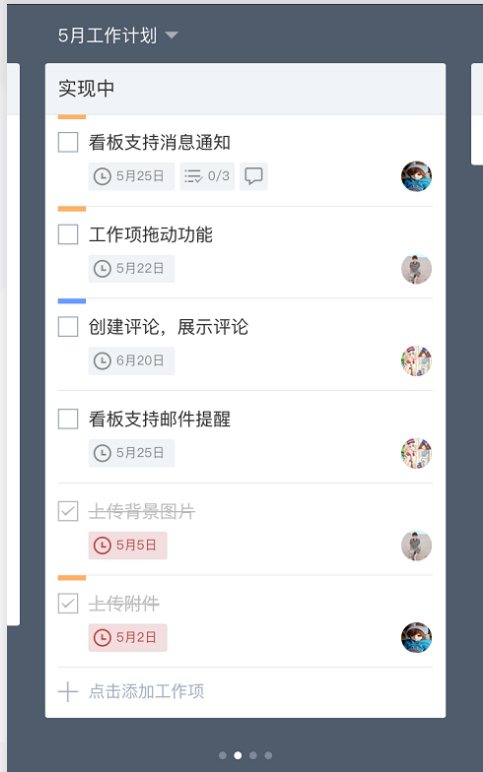 5月工作计划
实现中
看板支持消息通知
5月25日 0/3
工作项拖动功能
5月22日
创建评论，展示评论
6月20日
看板支持邮件提醒
5月25日
上传背景图片
5月5日
上传附件
5月2日
点击添加工作项